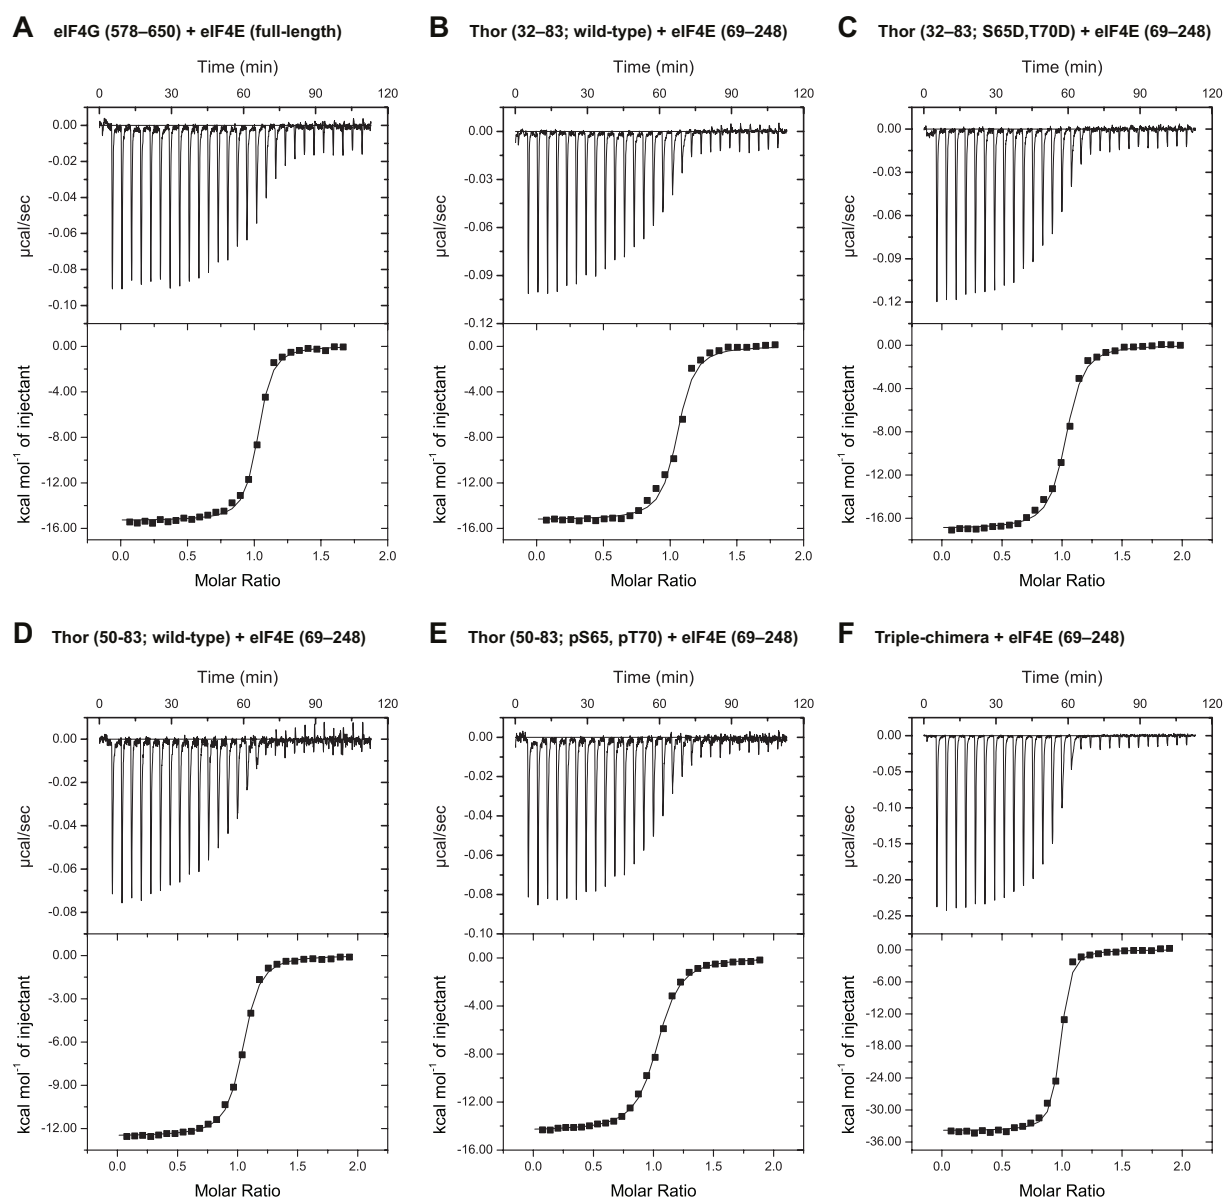 A eIF4G (578–650) + eIF4E (full-length)
Time (min)
0 30 60 90 120
0.00
-0.02
-0.04
-0.06
-0.08
-0.10
µcal/sec
0.00
-4.00
-8.00
-12.00
-16.00
kcal mol⁻¹ of injectant
0.0 0.5 1.0 1.5 2.0
Molar Ratio
B Thor (32–83; wild-type) + eIF4E (69–248)
Time (min)
0 30 60 90 120
0.00
-0.03
-0.06
-0.09
-0.12
µcal/sec
0.00
-4.00
-8.00
-12.00
-16.00
kcal mol⁻¹ of injectant
0.0 0.5 1.0 1.5 2.0
Molar Ratio
C Thor (32–83; S65D,T70D) + eIF4E (69–248)
Time (min)
0 30 60 90 120
0.00
-0.03
-0.06
-0.09
-0.12
µcal/sec
0.00
-4.00
-8.00
-12.00
-16.00
kcal mol⁻¹ of injectant
0.0 0.5 1.0 1.5 2.0
Molar Ratio
D Thor (50-83; wild-type) + eIF4E (69–248)
Time (min)
0 30 60 90 120
0.00
-0.02
-0.04
-0.06
-0.08
µcal/sec
0.00
-3.00
-6.00
-9.00
-12.00
kcal mol⁻¹ of injectant
0.0 0.5 1.0 1.5 2.0
Molar Ratio
E Thor (50-83; pS65, pT70) + eIF4E (69–248)
Time (min)
0 30 60 90 120
0.00
-0.02
-0.04
-0.06
-0.08
-0.10
µcal/sec
0.00
-4.00
-8.00
-12.00
-16.00
kcal mol⁻¹ of injectant
0.0 0.5 1.0 1.5 2.0
Molar Ratio
F Triple-chimera + eIF4E (69–248)
Time (min)
0 30 60 90 120
0.00
-0.05
-0.10
-0.15
-0.20
-0.25
µcal/sec
0.00
-6.00
-12.00
-18.00
-24.00
-30.00
-36.00
kcal mol⁻¹ of injectant
0.0 0.5 1.0 1.5 2.0
Molar Ratio